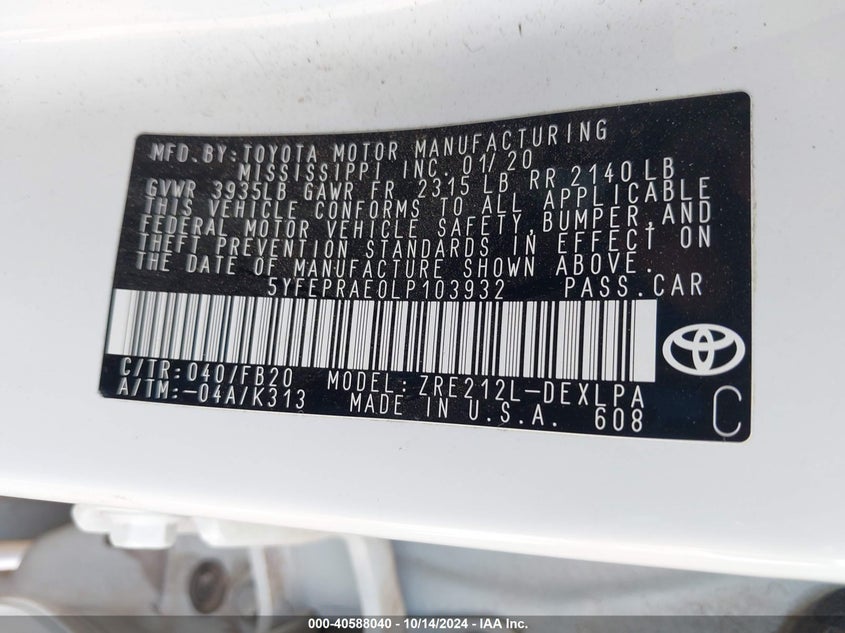 MFD.BY:TOYOTA MOTOR MANUFACTURING
MISSISSIPPI INC. 01/20
GVWR 3935LB GAWR FR 2315 LB RR 2140 LB
THIS VEHICLE CONFORMS TO ALL APPLICABLE
FEDERAL MOTOR VEHICLE SAFETY,BUMPER,AND
THEFT PREVENTION STANDARDS IN EFFECT ON
THE DATE OF MANUFACTURE SHOWN ABOVE.
5YFEPRAE0LP103932 PASS.CAR
C/TR:040/FB20 MODEL:ZRE212L-DEXLPA
A/TM:-04A/K313 MADE IN U.S.A. 608
C
000-40588040 - 10/14/2024 - IAA Inc.